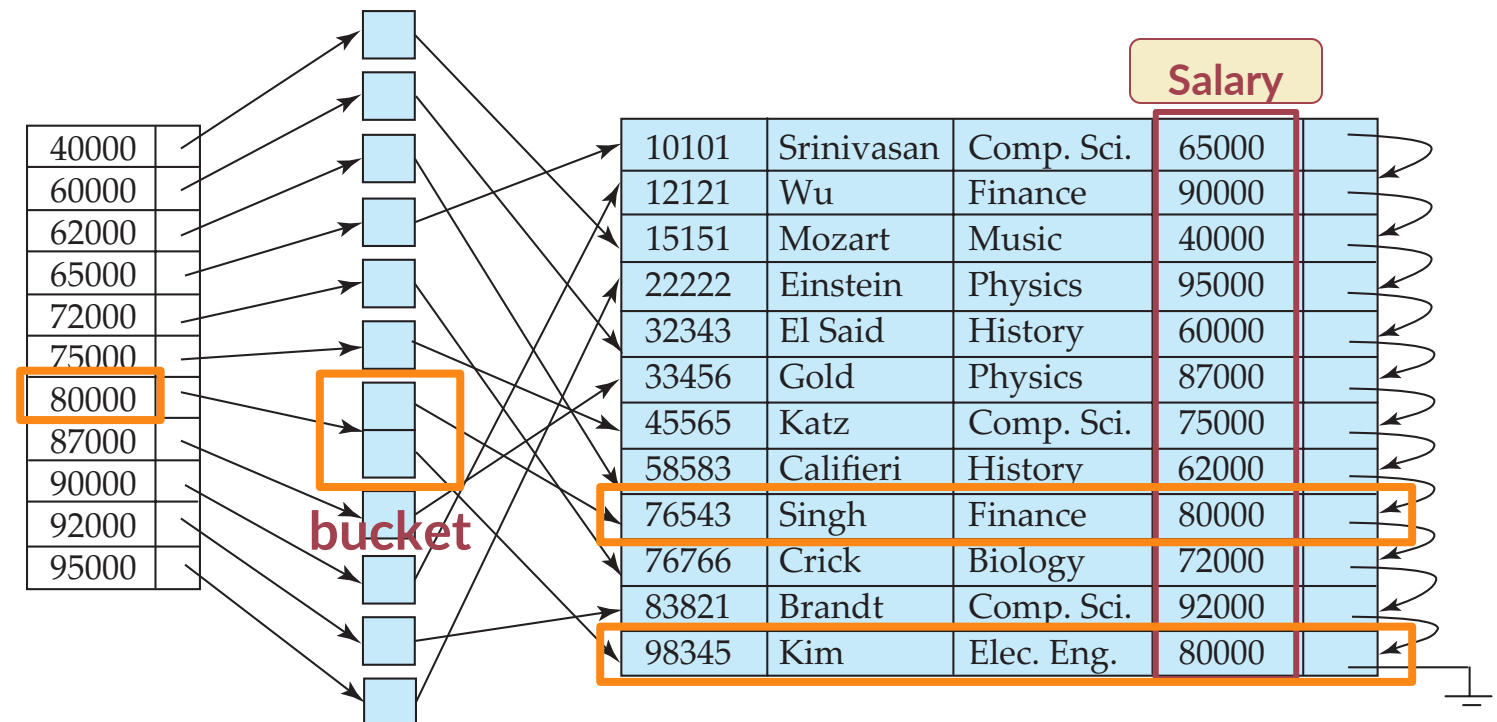 Salary
40000
60000
62000
65000
72000
75000
80000
87000
90000
92000
95000
bucket
10101 Srinivasan Comp. Sci. 65000
12121 Wu Finance 90000
15151 Mozart Music 40000
22222 Einstein Physics 95000
32343 El Said History 60000
33456 Gold Physics 87000
45565 Katz Comp. Sci. 75000
58583 Califieri History 62000
76543 Singh Finance 80000
76766 Crick Biology 72000
83821 Brandt Comp. Sci. 92000
98345 Kim Elec. Eng. 80000